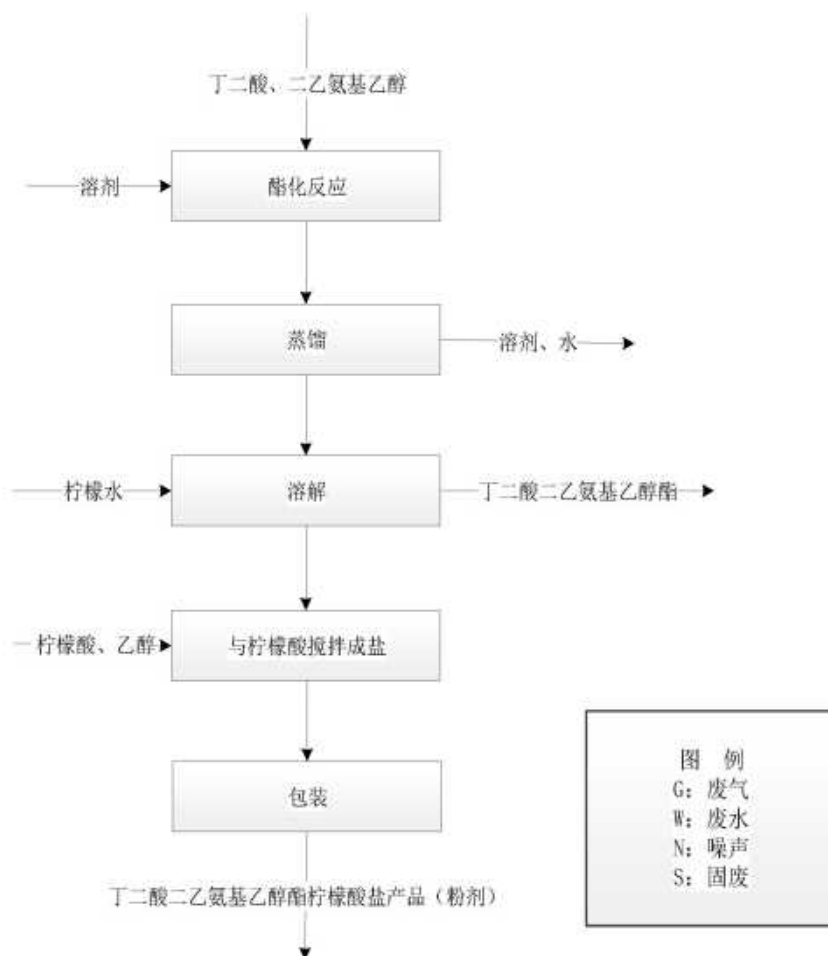 丁二酸、二乙氨基乙醇
溶剂
酯化反应
蒸馏
溶剂、水
柠檬水
溶解
丁二酸二乙氨基乙醇酯
柠檬酸、乙醇
与柠檬酸搅拌成盐
包装
丁二酸二乙氨基乙醇酯柠檬酸盐产品（粉剂）
图 例
G：废气
W：废水
N：噪声
S：固废